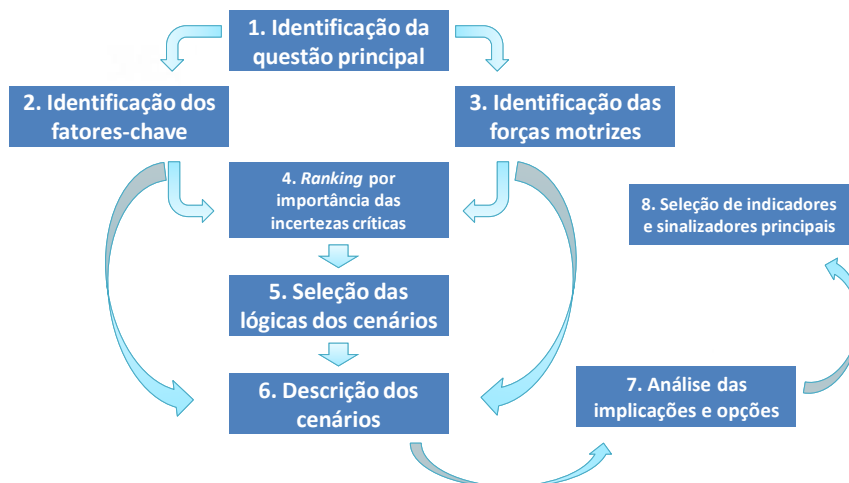 1. Identificação da
questão principal
2. Identificação dos
fatores-chave
3. Identificação das
forças motrizes
4. Ranking por
importância das
incertezas críticas
5. Seleção das
lógicas dos cenários
6. Descrição dos
cenários
7. Análise das
implicações e opções
8. Seleção de indicadores
e sinalizadores principais